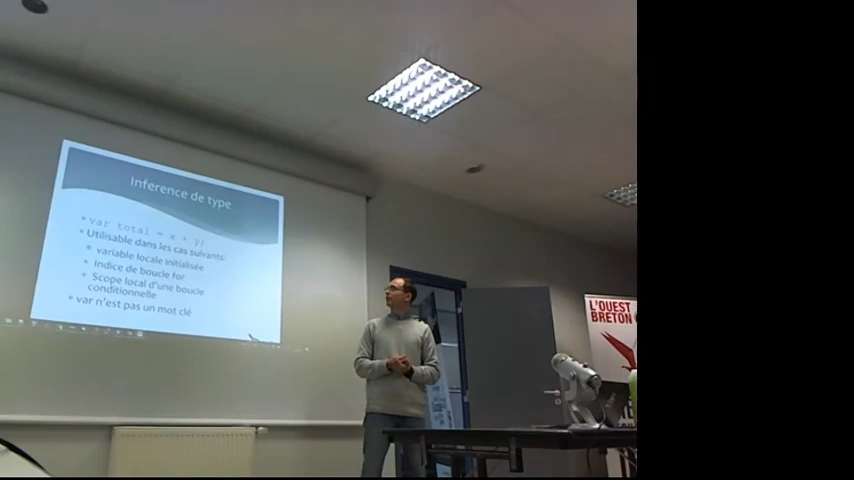 Inférence de type
• var total = x + y;
• Utilisable dans les cas suivants:
• variable locale initialisée
• Indice de boucle for
• Scope local d'une boucle
conditionnelle
• var n'est pas un mot clé
L'OUEST
BRETON